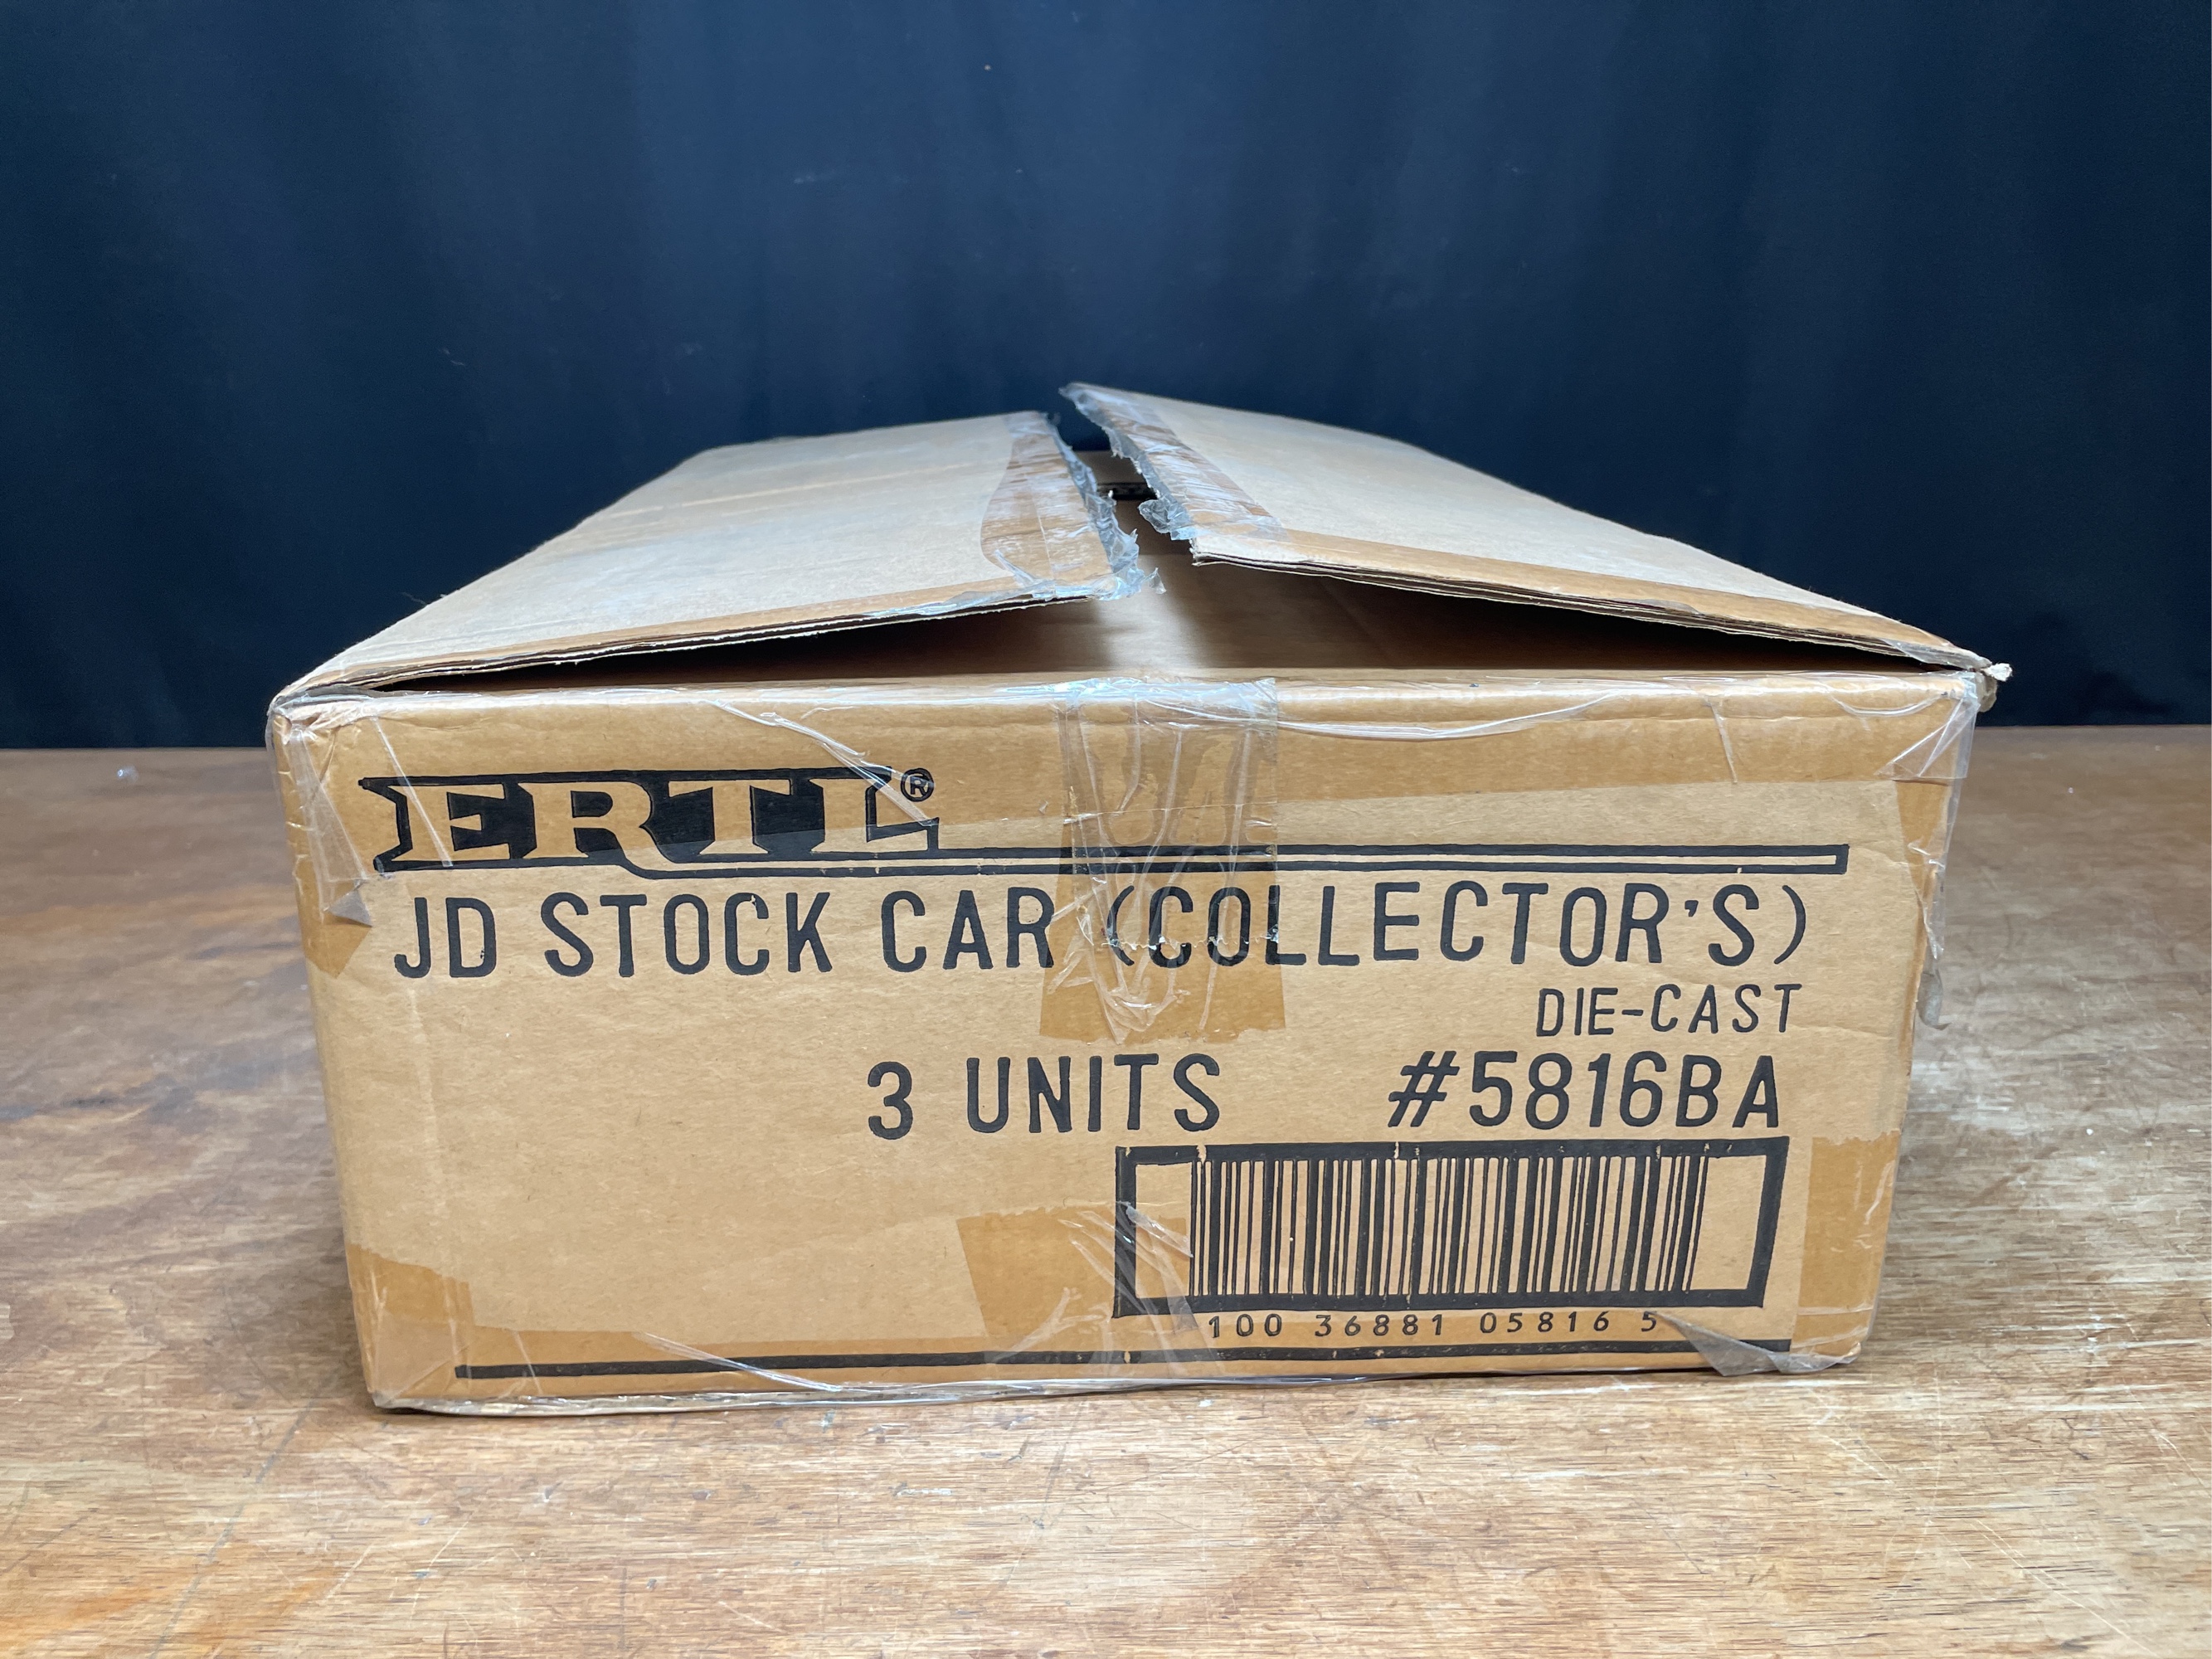 ERTL®
JD STOCK CAR (COLLECTOR'S)
DIE-CAST
3 UNITS #5816BA
100 36881 05816 5